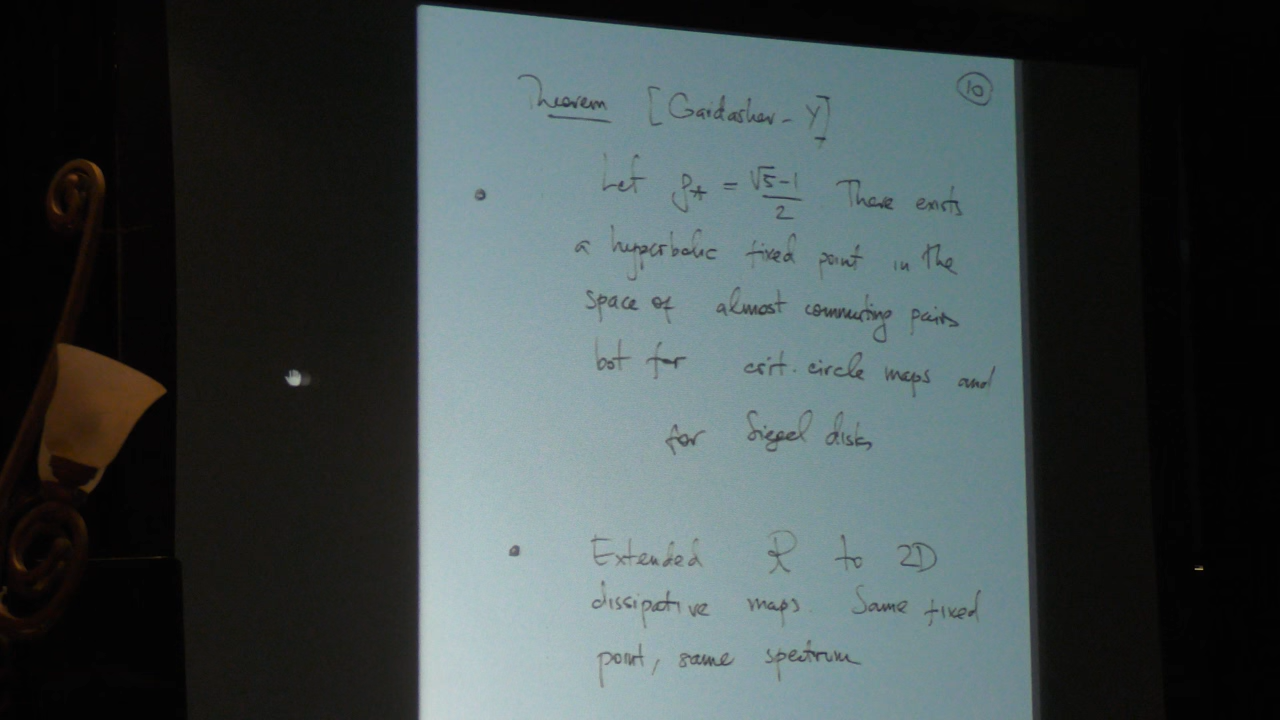 10
Theorem [Gaidashev - Y]
• Let ρ* = √5-1/2 There exists
a hyperbolic fixed point in the
space of almost commuting pairs
bot for crit. circle maps and
for Siegel disks
• Extended R to 2D
dissipative maps. Same fixed
point, same spectrum